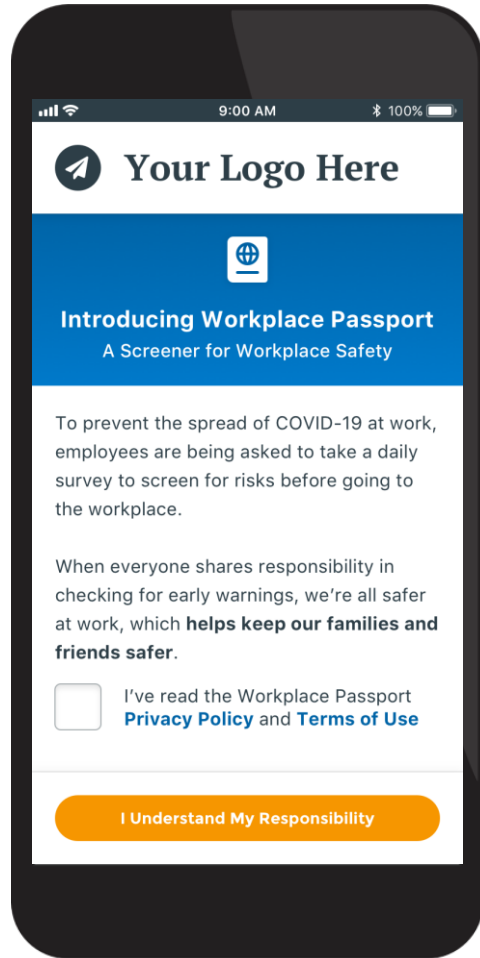 9:00 AM 100%
Your Logo Here
Introducing Workplace Passport
A Screener for Workplace Safety
To prevent the spread of COVID-19 at work,
employees are being asked to take a daily
survey to screen for risks before going to
the workplace.
When everyone shares responsibility in
checking for early warnings, we’re all safer
at work, which helps keep our families and
friends safer.
I’ve read the Workplace Passport
Privacy Policy and Terms of Use
I Understand My Responsibility